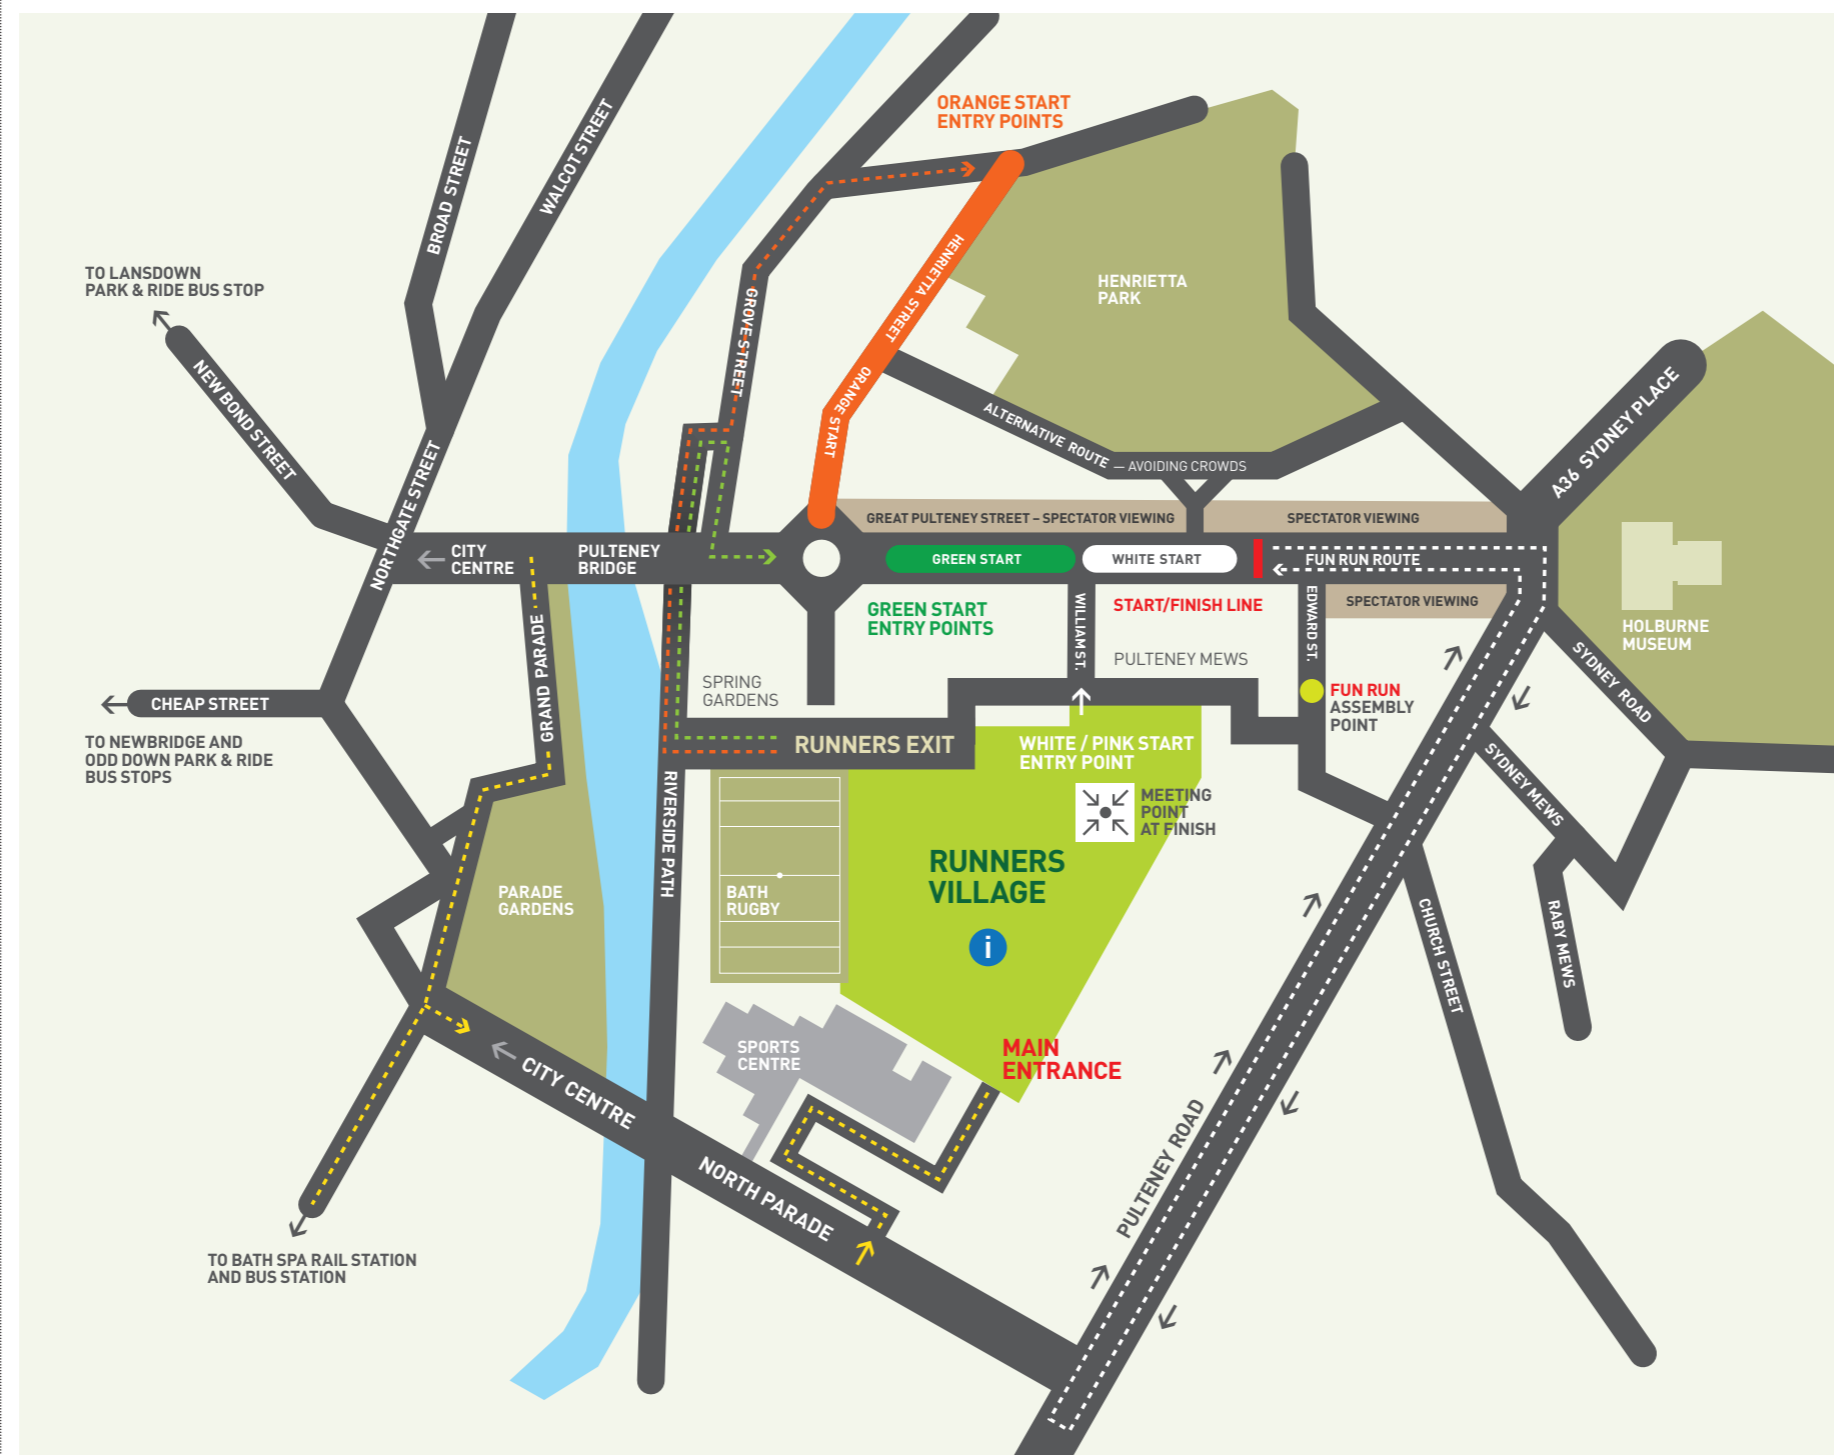 ORANGE START
ENTRY POINTS
BROAD STREET
WALCOT STREET
TO LANSDOWN
PARK & RIDE BUS STOP
NEW BOND STREET
NORTHGATE STREET
GROVE STREET
HENRIETTA STREET
ORANGE START
HENRIETTA
PARK
ALTERNATIVE ROUTE – AVOIDING CROWDS
A36 SYDNEY PLACE
GREAT PULTENEY STREET – SPECTATOR VIEWING
SPECTATOR VIEWING
CITY
CENTRE
PULTENEY
BRIDGE
GREEN START
WHITE START
FUN RUN ROUTE
GREEN START
ENTRY POINTS
WILLIAM ST.
START/FINISH LINE
EDWARD ST.
SPECTATOR VIEWING
HOLBURNE
MUSEUM
PULTENEY MEWS
SYDNEY ROAD
GRAND PARADE
SPRING
GARDENS
CHEAP STREET
FUN RUN
ASSEMBLY
POINT
TO NEWBRIDGE AND
ODD DOWN PARK & RIDE
BUS STOPS
RUNNERS EXIT
WHITE / PINK START
ENTRY POINT
SYDNEY MEWS
RIVERSIDE PATH
MEETING
POINT
AT FINISH
RUNNERS
VILLAGE
PARADE
GARDENS
BATH
RUGBY
i
CHURCH STREET
RABY MEWS
SPORTS
CENTRE
MAIN
ENTRANCE
CITY CENTRE
NORTH PARADE
PULTENEY ROAD
TO BATH SPA RAIL STATION
AND BUS STATION